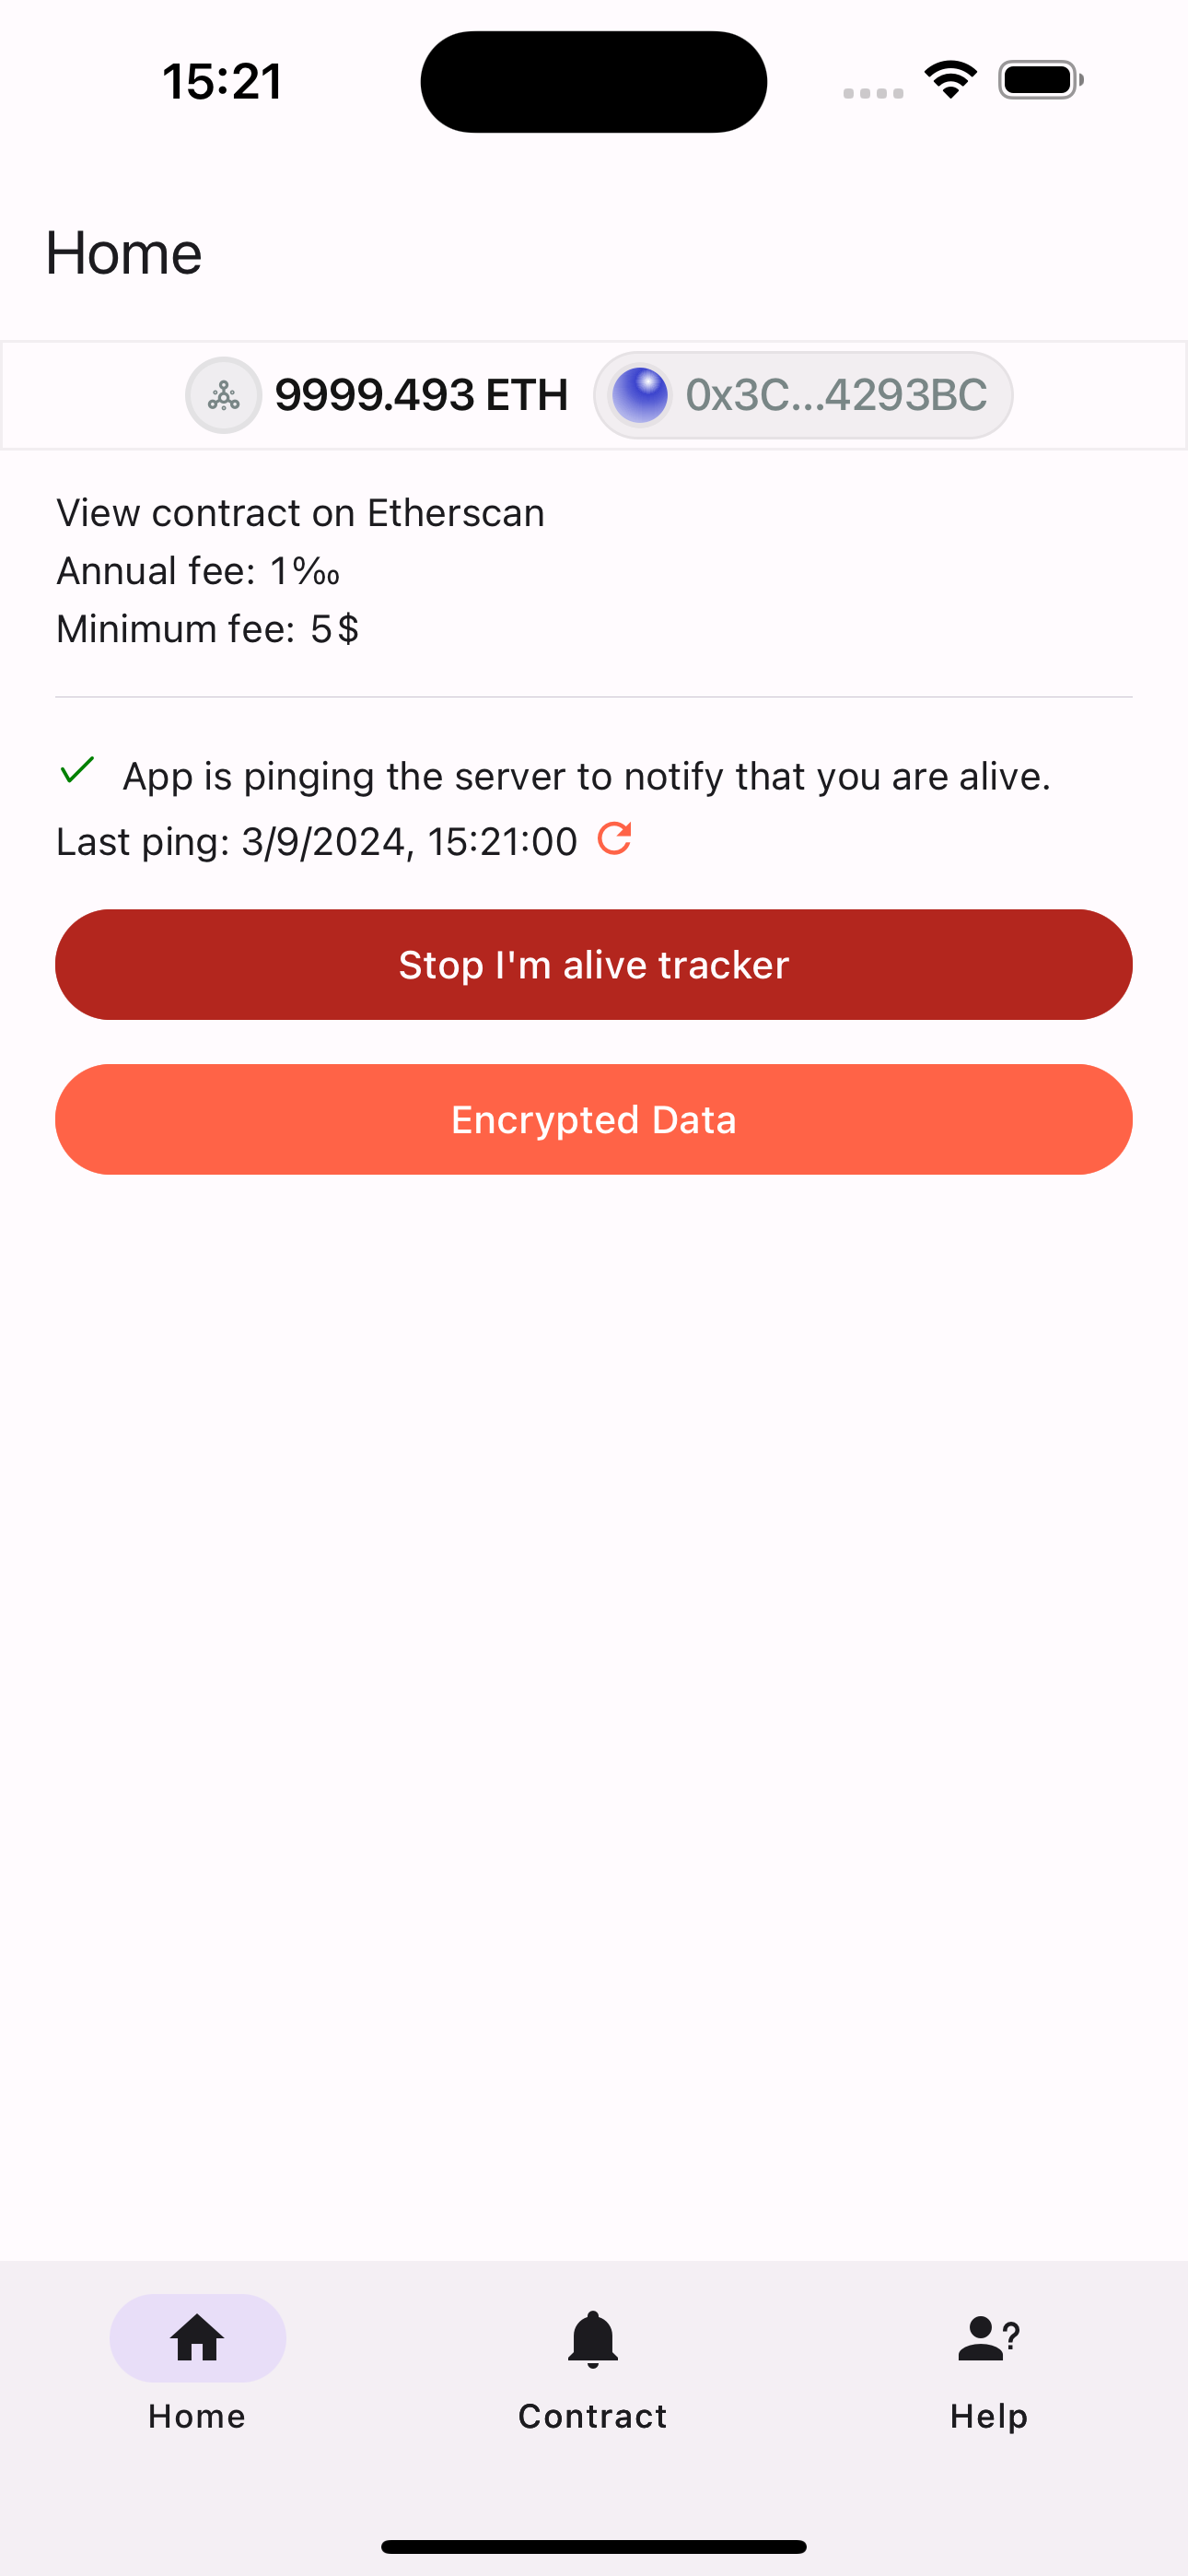 15:21
Home
9999.493 ETH 0x3C...4293BC
View contract on Etherscan
Annual fee: 1‰
Minimum fee: 5$
App is pinging the server to notify that you are alive.
Last ping: 3/9/2024, 15:21:00
Stop I'm alive tracker
Encrypted Data
Home Contract Help